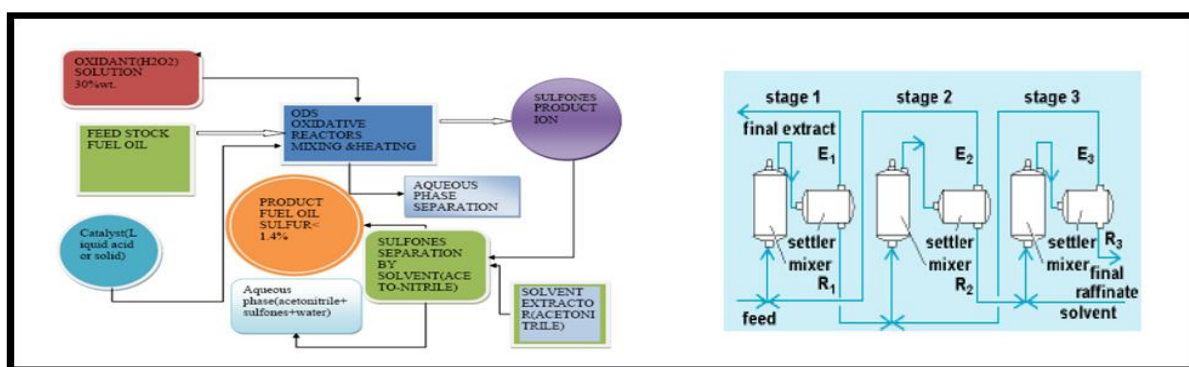 OXIDANT(H2O2)
SOLUTION
30%wt.
FEED STOCK
FUEL OIL
Catalyst(L
iquid acid
or solid)
ODS
OXIDATIVE
REACTORS
MIXING &HEATING
SULFONES
PRODUCT
ION
AQUEOUS
PHASE
SEPARATION
PRODUCT
FUEL OIL
SULFUR<
1.4%
SULFONES
SEPARATION
BY
SOLVENT(ACE
TO-NITRILE)
Aqueous
phase(acetonitrile+
sulfones+water)
SOLVENT
EXTRACTO
R(ACETONI
TRILE)
stage 1
stage 2
stage 3
final extract
E1
E2
E3
settler
mixer
R1
settler
mixer
R2
settler
mixer
R3
final
raffinate
feed
solvent